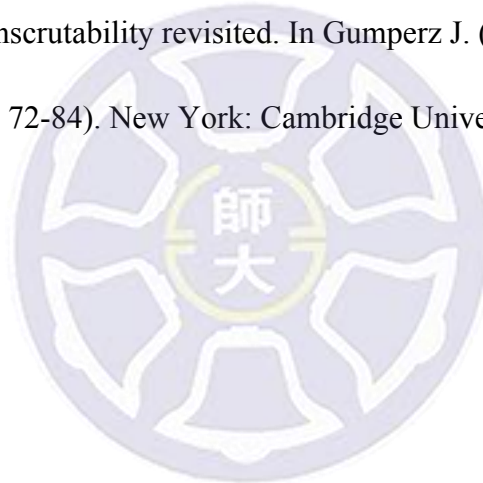 nscrutability revisited. In Gumperz J. (
72-84). New York: Cambridge Unive
師
大